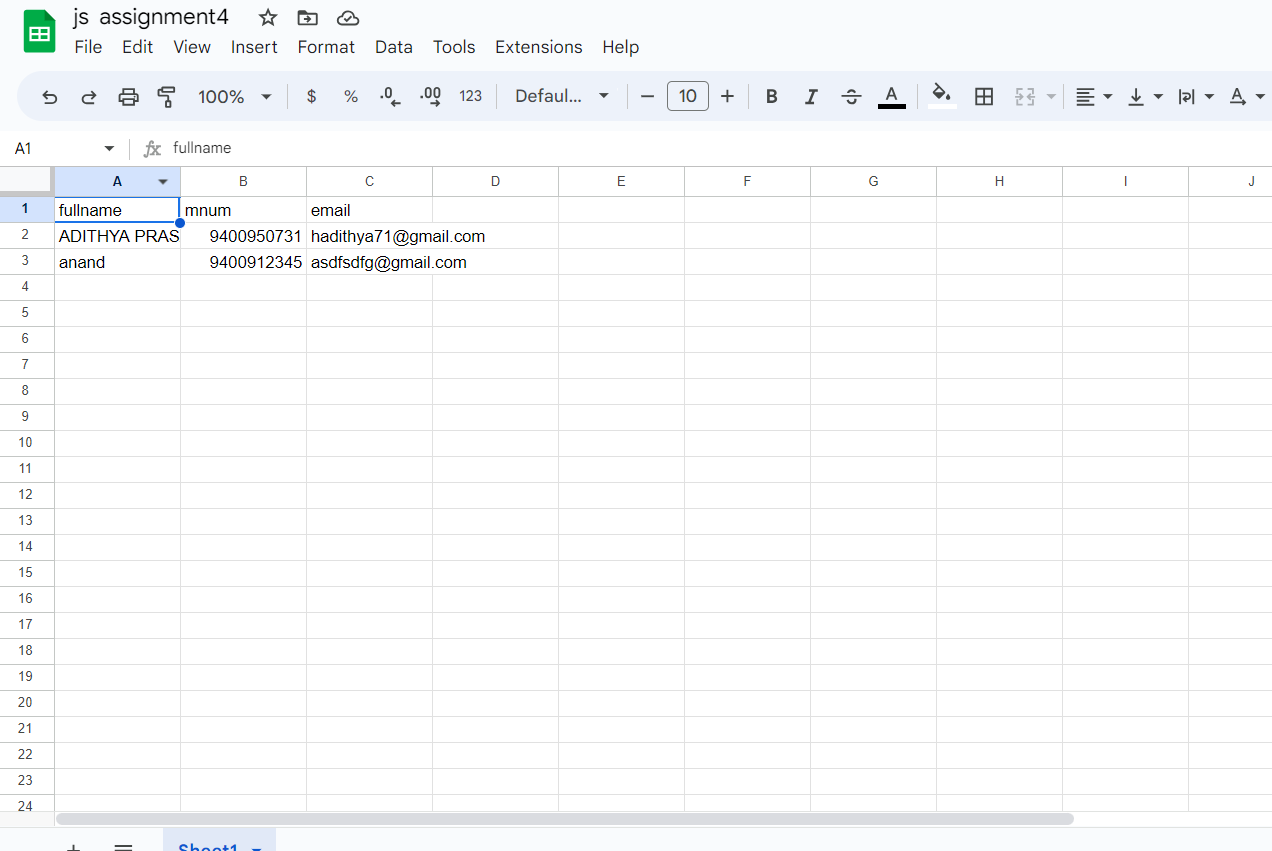 js assignment4
File Edit View Insert Format Data Tools Extensions Help
100% $ % .0 .00 123 Defaul... 10 B I A A
A1 fx fullname
A B C D E F G H I J
1 fullname mnum email
2 ADITHYA PRAS 9400950731 hadithya71@gmail.com
3 anand 9400912345 asdfsdfg@gmail.com
4
5
6
7
8
9
10
11
12
13
14
15
16
17
18
19
20
21
22
23
24
Sheet1